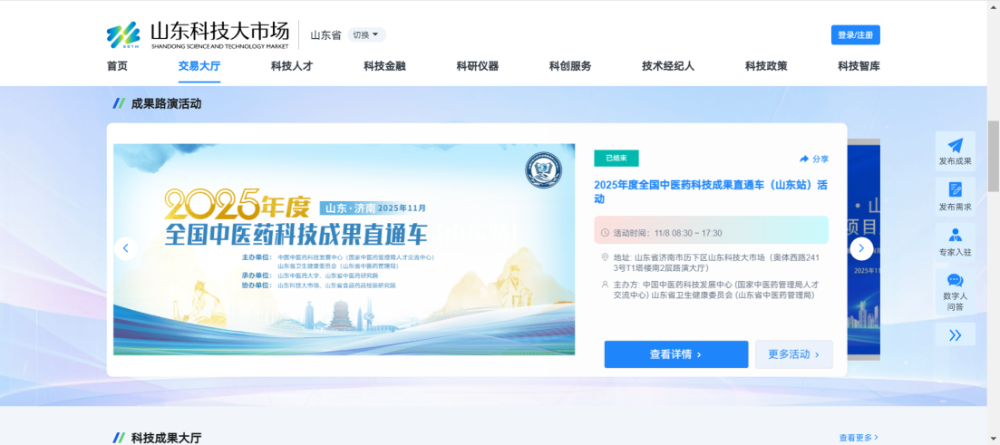 山东科技大市场
SHANDONG SCIENCE AND TECHNOLOGY MARKET
SSTM
山东省 切换
登录/注册
首页 交易大厅 科技人才 科技金融 科研仪器 科创服务 技术经纪人 科技政策 科技智库
成果路演活动
2025年度 山东·济南 2025年11月
全国中医药科技成果直通车
主办单位： 中国中医药科技发展中心（国家中医药管理局人才交流中心）
山东省卫生健康委员会（山东省中医药管理局）
承办单位： 山东中医药大学、山东省中医药研究院
协办单位： 山东科技大市场、山东省食品药品检验研究院
已结束
分享
2025年度全国中医药科技成果直通车（山东站）活
动
活动时间： 11/8 08:30 ~ 17:30
地址: 山东省济南市历下区山东科技大市场（奥体西路241
3号T1塔楼南2层路演大厅）
主办方: 中国中医药科技发展中心 (国家中医药管理局人才
交流中心) 山东省卫生健康委员会 (山东省中医药管理局)
查看详情 ›
更多活动 ›
· 山
项目
2025年11
发布成果
发布需求
专家入驻
数字人
问答
科技成果大厅
查看更多 ›